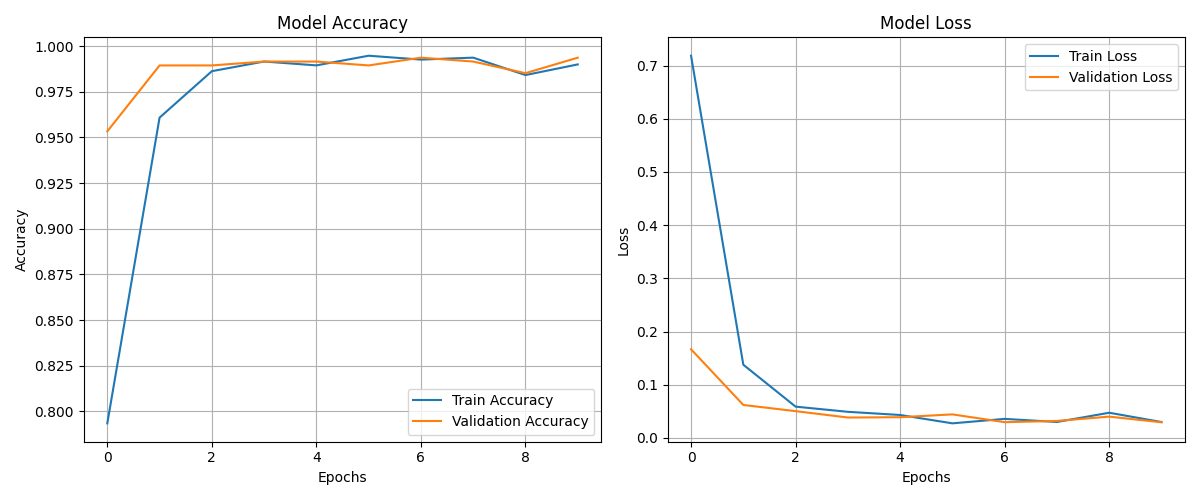 Model Accuracy
1.000
0.975
0.950
0.925
0.900
0.875
0.850
0.825
0.800
Accuracy
0 2 4 6 8
Epochs
Train Accuracy
Validation Accuracy
Model Loss
0.7
0.6
0.5
0.4
0.3
0.2
0.1
0.0
Loss
0 2 4 6 8
Epochs
Train Loss
Validation Loss